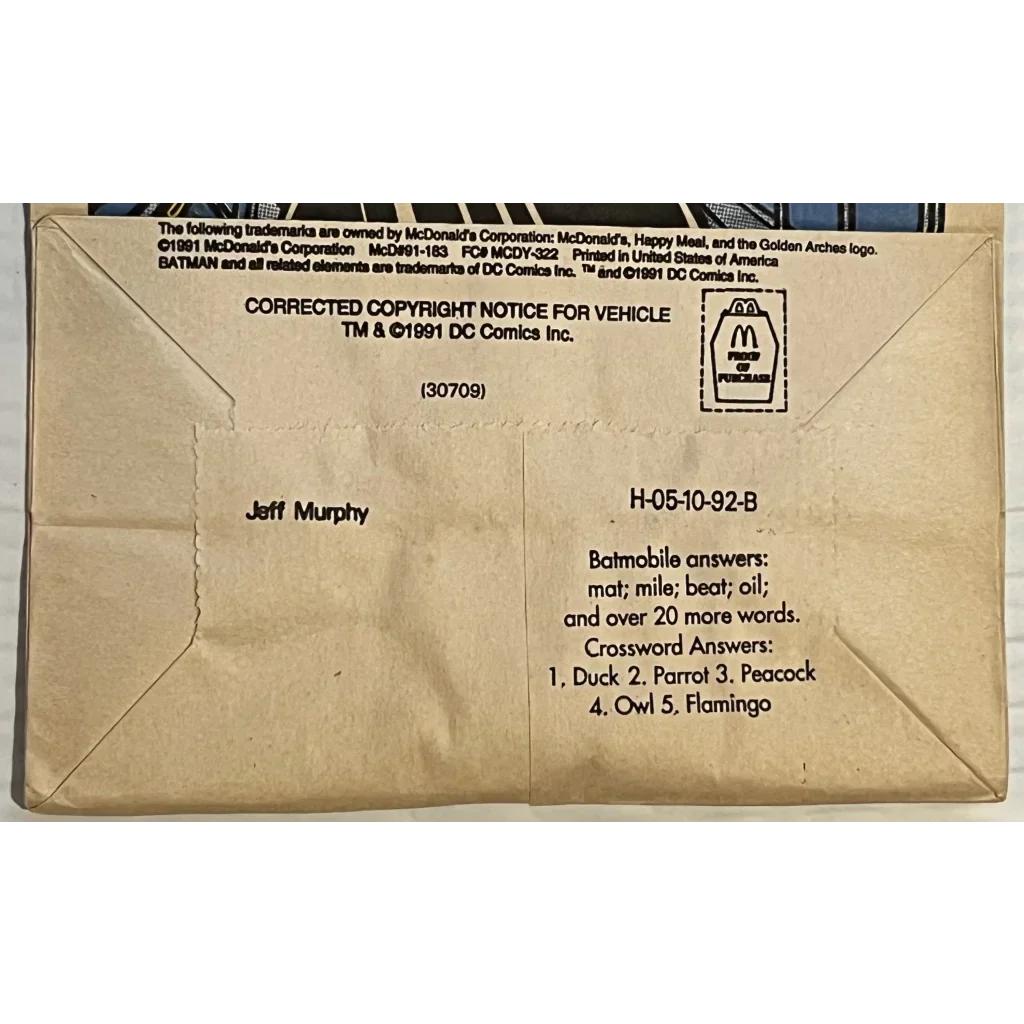 The following trademarks are owned by McDonald's Corporation: McDonald's, Happy Meal, and the Golden Arches logo.
©1991 McDonald's Corporation McD#91-163 FC# MCDY-322 Printed in United States of America
BATMAN and all related elements are trademarks of DC Comics Inc. ™ and ©1991 DC Comics Inc.
CORRECTED COPYRIGHT NOTICE FOR VEHICLE
TM & ©1991 DC Comics Inc.
PROOF
OF
PURCHASE
(30709)
Jeff Murphy
H-05-10-92-B
Batmobile answers:
mat; mile; beat; oil;
and over 20 more words.
Crossword Answers:
1, Duck 2. Parrot 3. Peacock
4. Owl 5, Flamingo